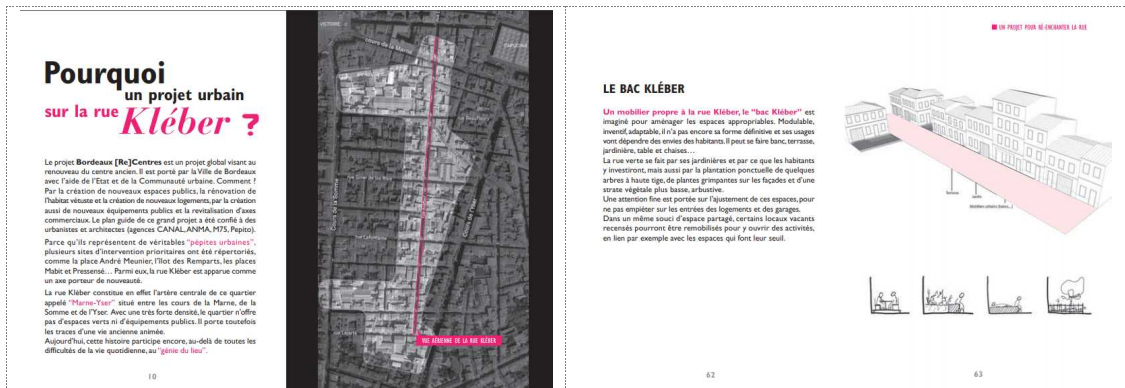 Pourquoi
un projet urbain
sur la rue Kléber ?
Le projet Bordeaux [Re]Centres est un projet global visant au
renouveau du centre ancien. Il est porté par la Ville de Bordeaux
avec l'aide de l'Etat et de la Communauté urbaine. Comment ?
Par la création de nouveaux espaces publics, la rénovation de
l'habitat vétuste et la création de nouveaux logements, par la création
aussi de nouveaux équipements publics et la revitalisation d'axes
commerciaux. Le plan guide de ce grand projet a été confié à des
urbanistes et architectes (agences CANAL, ANMA, M75, Pepito).
Parce qu'ils représentent de véritables "pépites urbaines",
plusieurs sites d'intervention prioritaires ont été répertoriés,
comme la place André Meunier, l'îlot des Remparts, les places
Mabit et Pressensé... Parmi eux, la rue Kléber est apparue comme
un axe porteur de nouveauté.
La rue Kléber constitue en effet l'artère centrale de ce quartier
appelé "Marne-Yser" situé entre les cours de la Marne, de la
Somme et de l'Yser. Avec une très forte densité, le quartier n'offre
pas d'espaces verts ni d'équipements publics. Il porte toutefois
les traces d'une vie ancienne animée.
Aujourd'hui, cette histoire participe encore, au-delà de toutes les
difficultés de la vie quotidienne, au "génie du lieu".
10
VICTOIRE
cours de la Marne
CAPUCINS
Cours de la Somme
VUE AÉRIENNE DE LA RUE KLÉBER
UN PROJET POUR RÉ-ENCHANTER LA RUE
LE BAC KLÉBER
Un mobilier propre à la rue Kléber, le "bac Kléber" est
imaginé pour aménager les espaces appropriables. Modulable,
inventif, adaptable, il n'a pas encore sa forme définitive et ses usages
vont dépendre des envies des habitants. Il peut se faire banc, terrasse,
jardinière, table et chaises...
La rue verte se fait par ses jardinières et par ce que les habitants
y investiront, mais aussi par la plantation ponctuelle de quelques
arbres à haute tige, de plantes grimpantes sur les façades et d'une
strate végétale plus basse, arbustive.
Une attention fine est portée sur l'ajustement de ces espaces, pour
ne pas empiéter sur les entrées des logements et des garages.
Dans un même souci d'espace partagé, certains locaux vacants
recensés pourront être remobilisés pour y ouvrir des activités,
en lien par exemple avec les espaces qui font leur seuil.
62
63